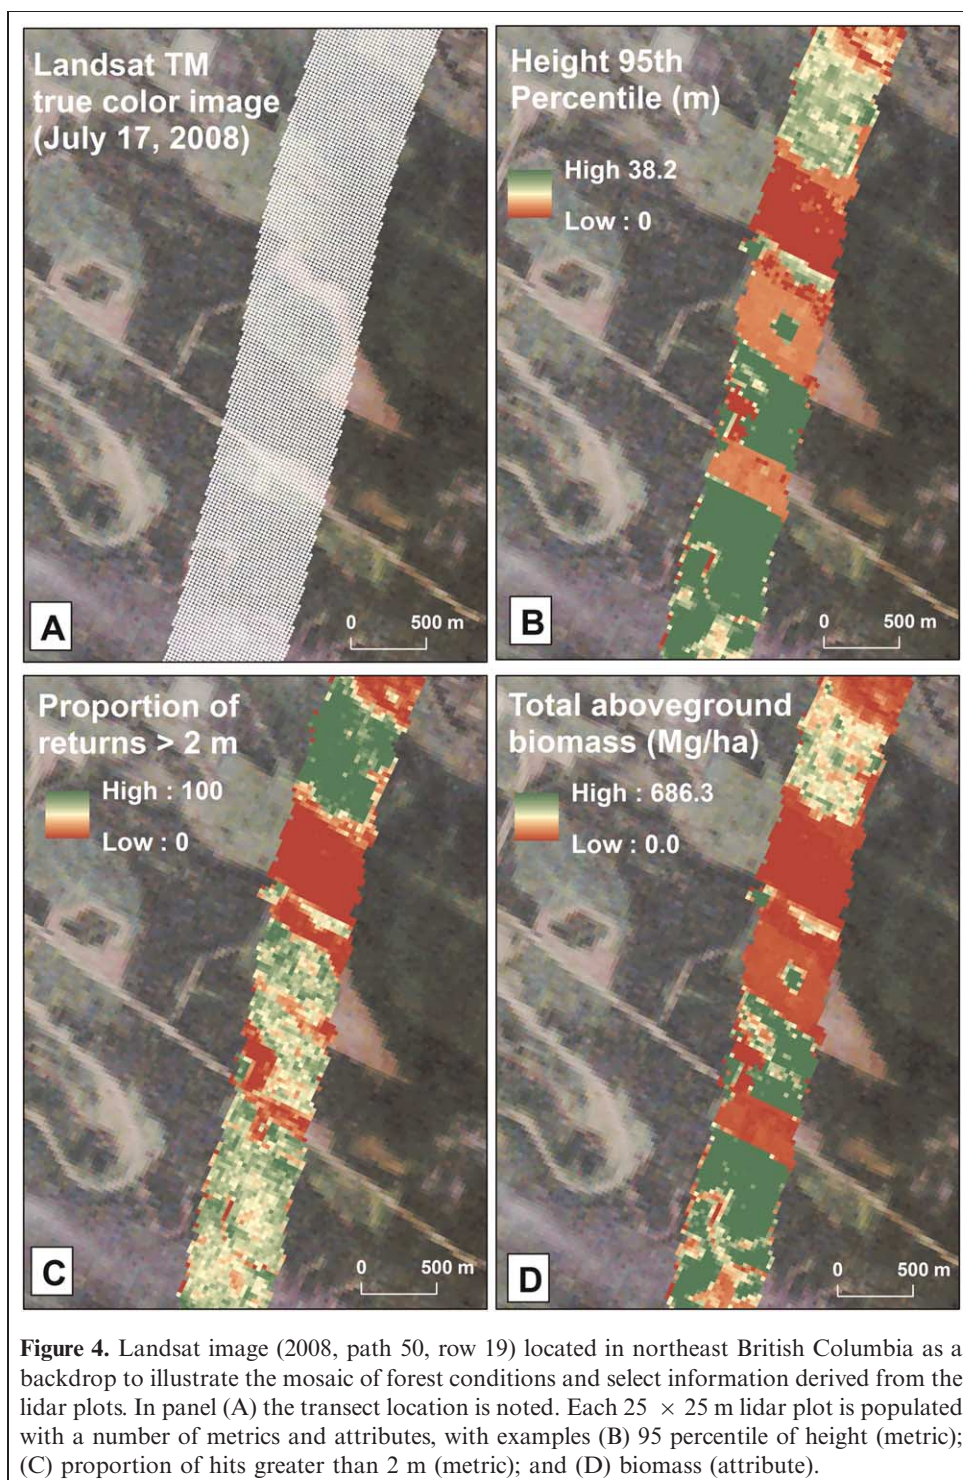 Landsat TM
true color image
(July 17, 2008)
A
0 500 m
Height 95th
Percentile (m)
High 38.2
Low : 0
B
0 500 m
Proportion of
returns > 2 m
High : 100
Low : 0
C
0 500 m
Total aboveground
biomass (Mg/ha)
High : 686.3
Low : 0.0
D
0 500 m
Figure 4. Landsat image (2008, path 50, row 19) located in northeast British Columbia as a
backdrop to illustrate the mosaic of forest conditions and select information derived from the
lidar plots. In panel (A) the transect location is noted. Each 25 × 25 m lidar plot is populated
with a number of metrics and attributes, with examples (B) 95 percentile of height (metric);
(C) proportion of hits greater than 2 m (metric); and (D) biomass (attribute).